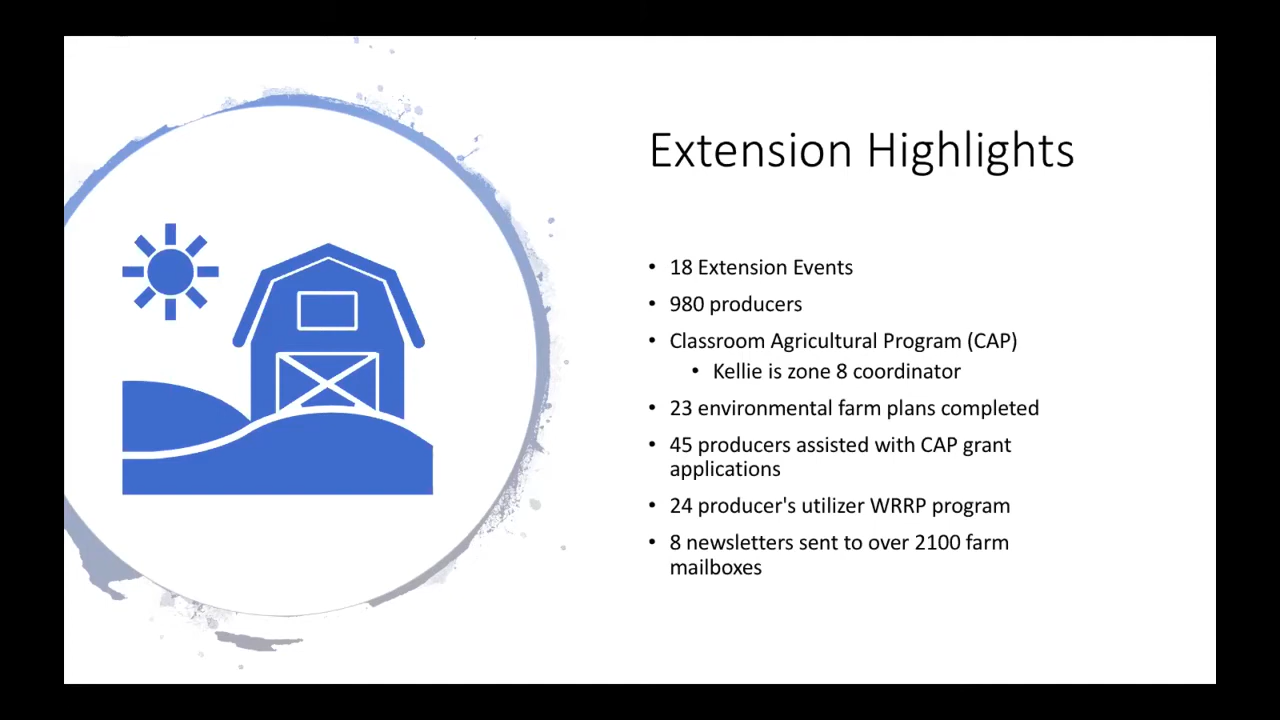 Extension Highlights
• 18 Extension Events
• 980 producers
• Classroom Agricultural Program (CAP)
• Kellie is zone 8 coordinator
• 23 environmental farm plans completed
• 45 producers assisted with CAP grant
applications
• 24 producer's utilizer WRRP program
• 8 newsletters sent to over 2100 farm
mailboxes